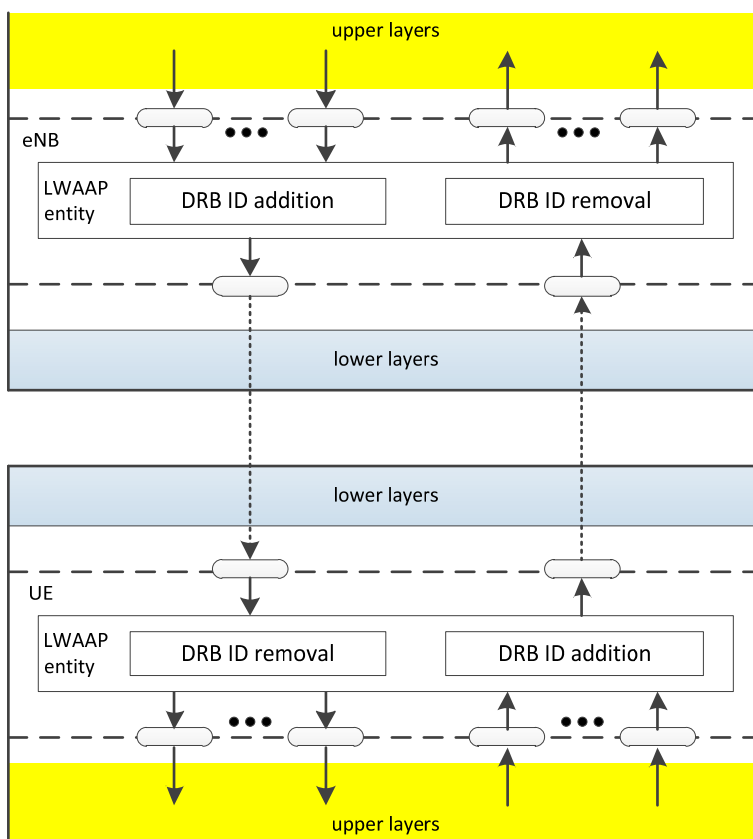 upper layers
eNB
LWAAP
entity
DRB ID addition
DRB ID removal
lower layers
lower layers
UE
LWAAP
entity
DRB ID removal
DRB ID addition
upper layers